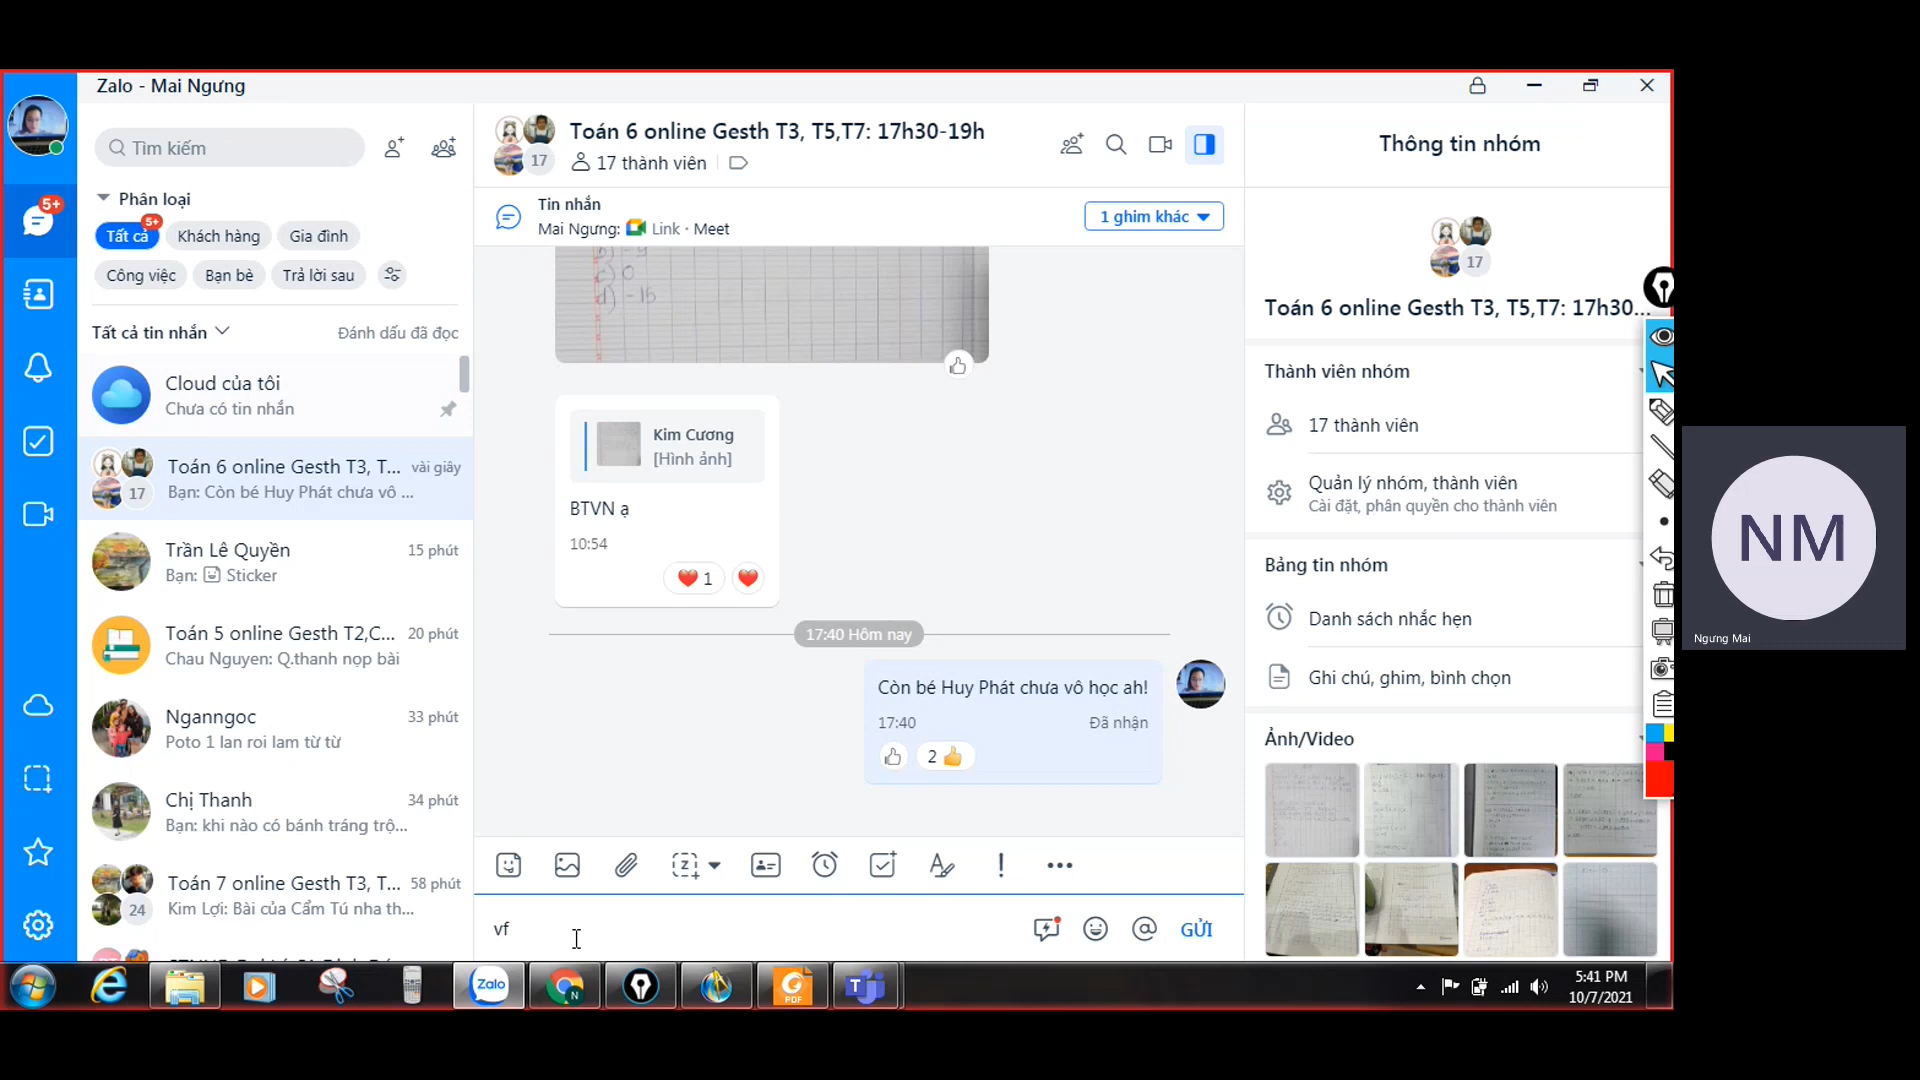 Zalo - Mai Ngưng
Tìm kiếm
Phân loại
5+
5+
Tất cả
Khách hàng
Gia đình
Công việc
Bạn bè
Trả lời sau
Tất cả tin nhắn
Đánh dấu đã đọc
Cloud của tôi
Chưa có tin nhắn
17
Toán 6 online Gesth T3, T...
vài giây
Bạn: Còn bé Huy Phát chưa vô ...
Trần Lê Quyền
15 phút
Bạn: Sticker
Toán 5 online Gesth T2,C...
20 phút
Chau Nguyen: Q.thanh nọp bài
Nganngoc
33 phút
Poto 1 lan roi lam từ từ
Chị Thanh
34 phút
Bạn: khi nào có bánh tráng trộ...
24
Toán 7 online Gesth T3, T...
58 phút
Kim Lợi: Bài của Cẩm Tú nha th...
17
Toán 6 online Gesth T3, T5,T7: 17h30-19h
17 thành viên
Tin nhắn
Mai Ngưng: Link · Meet
1 ghim khác
c) 0
d) -15
Kim Cương
[Hình ảnh]
BTVN ạ
10:54
1
17:40 Hôm nay
Còn bé Huy Phát chưa vô học ah!
17:40
Đã nhận
2
vf
GỬI
Thông tin nhóm
17
Toán 6 online Gesth T3, T5,T7: 17h30...
Thành viên nhóm
17 thành viên
Quản lý nhóm, thành viên
Cài đặt, phân quyền cho thành viên
Bảng tin nhóm
Danh sách nhắc hẹn
Ghi chú, ghim, bình chọn
Ảnh/Video
NM
Ngưng Mai
Zalo
N
PDF
T
5:41 PM
10/7/2021